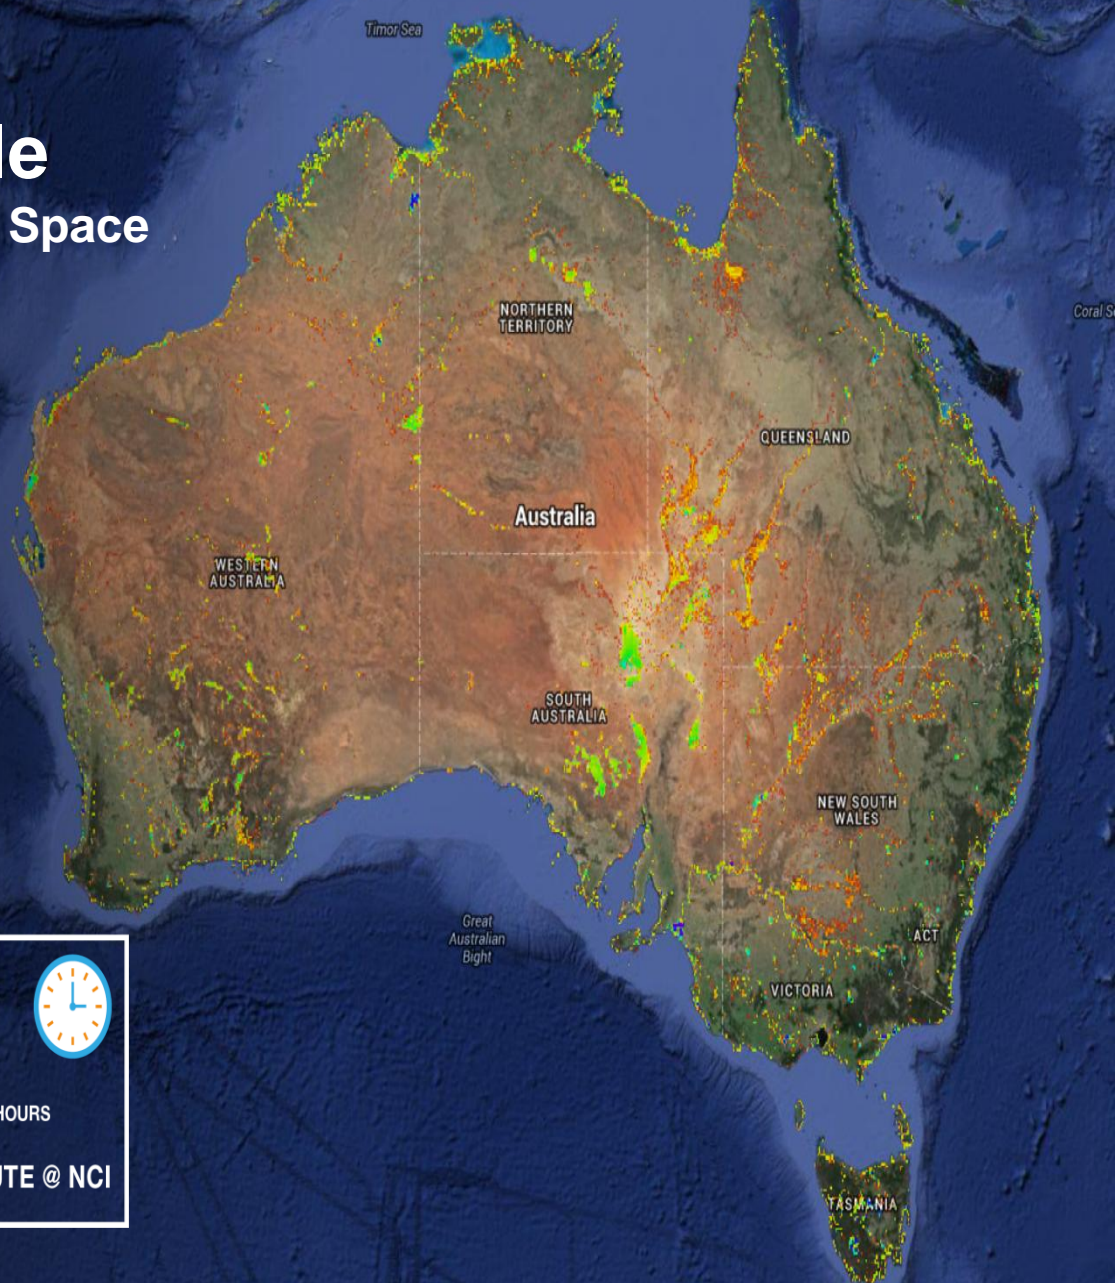 Timor Sea
le
Space
NORTHERN
TERRITORY
Coral S
QUEENSLAND
Australia
WESTERN
AUSTRALIA
SOUTH
AUSTRALIA
NEW SOUTH
WALES
Great
Australian
Bight
ACT
VICTORIA
HOURS
UTE @ NCI
TASMANIA